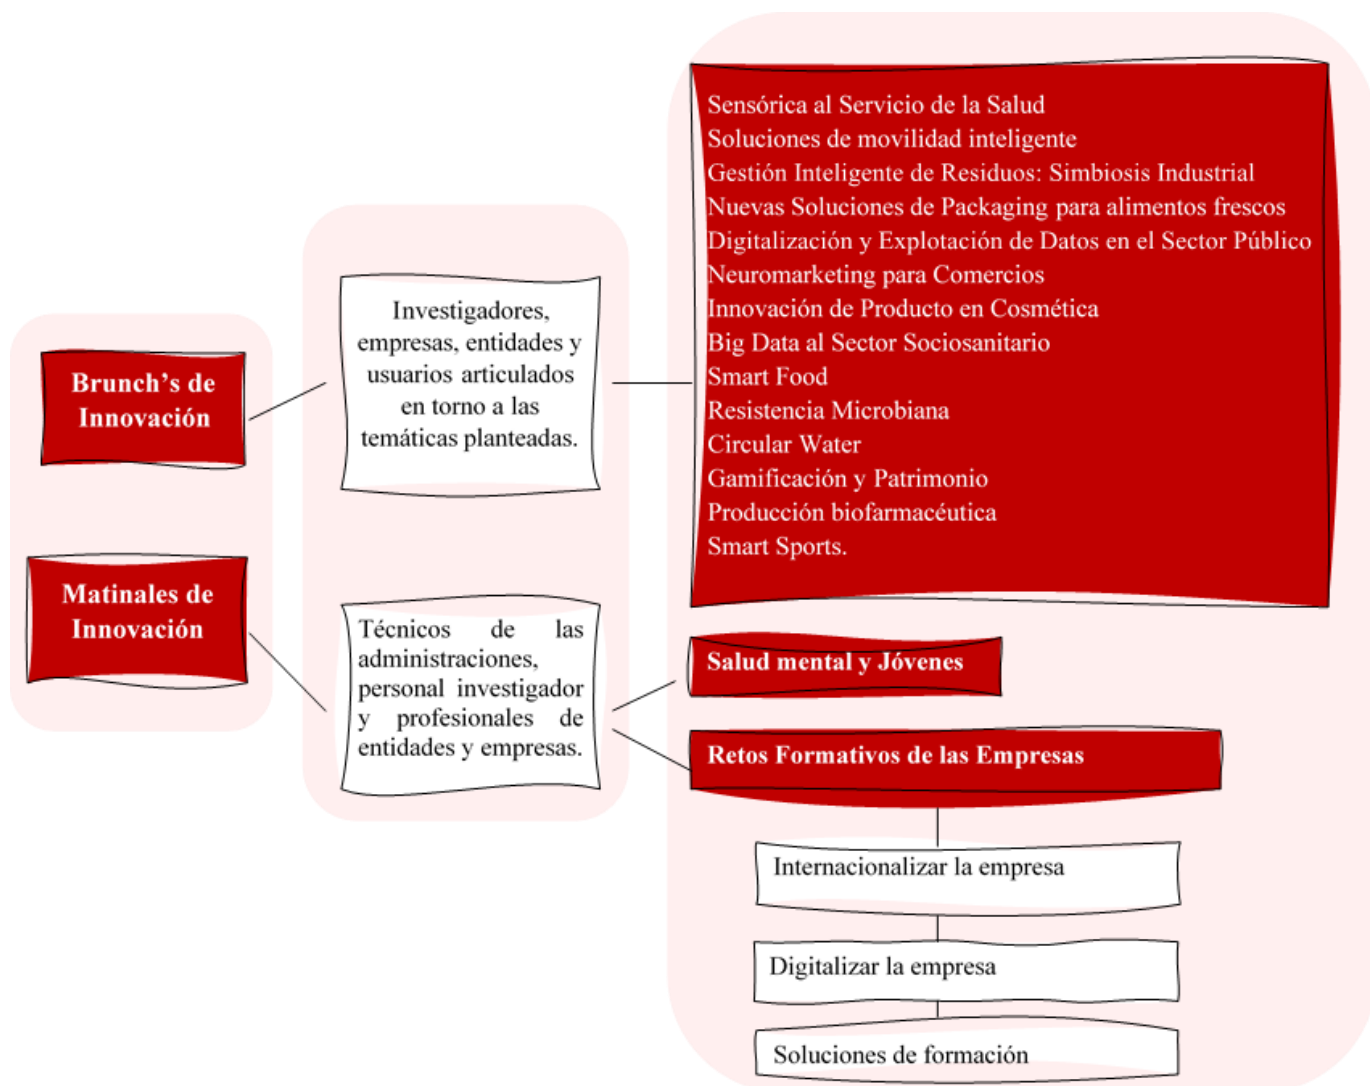 Brunch's de
Innovación
Matinales de
Innovación
Investigadores,
empresas, entidades y
usuarios articulados
en torno a las
temáticas planteadas.
Técnicos de las
administraciones,
personal investigador
y profesionales de
entidades y empresas.
Sensórica al Servicio de la Salud
Soluciones de movilidad inteligente
Gestión Inteligente de Residuos: Simbiosis Industrial
Nuevas Soluciones de Packaging para alimentos frescos
Digitalización y Explotación de Datos en el Sector Público
Neuromarketing para Comercios
Innovación de Producto en Cosmética
Big Data al Sector Sociosanitario
Smart Food
Resistencia Microbiana
Circular Water
Gamificación y Patrimonio
Producción biofarmacéutica
Smart Sports.
Salud mental y Jóvenes
Retos Formativos de las Empresas
Internacionalizar la empresa
Digitalizar la empresa
Soluciones de formación